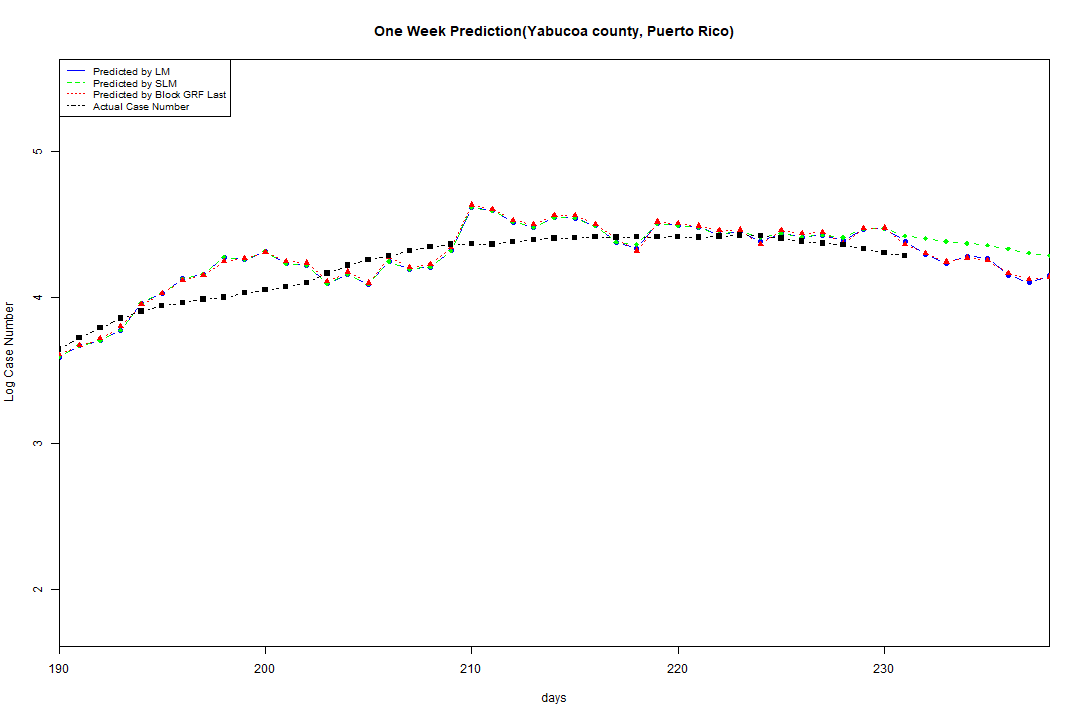 One Week Prediction(Yabucoa county, Puerto Rico)
Predicted by LM
Predicted by SLM
Predicted by Block GRF Last
Actual Case Number
5
4
3
2
Log Case Number
190 200 210 220 230
days